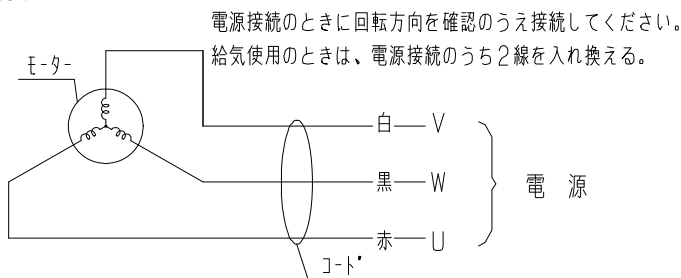 電源接続のときに回転方向を確認のうえ接続してください。
給気使用のときは、電源接続のうち2線を入れ換える。
モーター
白 V
黒 W
電 源
赤 U
コード